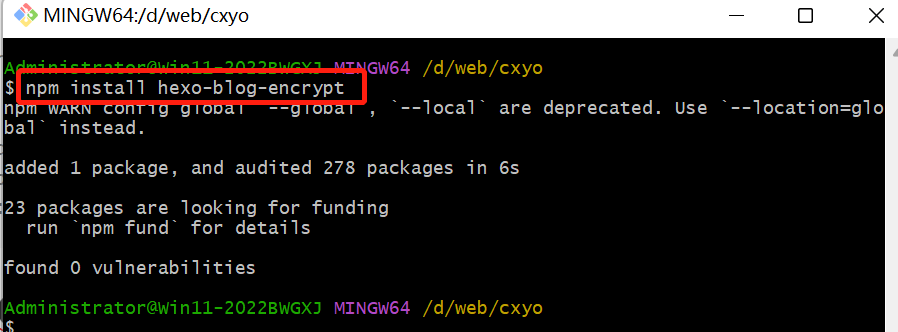 MINGW64:/d/web/cxyo
Administrator@Win11-2022BWGXJ MINGW64 /d/web/cxyo
$ npm install hexo-blog-encrypt
npm WARN config global `--global`, `--local` are deprecated. Use `--location=glo
bal` instead.
added 1 package, and audited 278 packages in 6s
23 packages are looking for funding
run `npm fund` for details
found 0 vulnerabilities
Administrator@Win11-2022BWGXJ MINGW64 /d/web/cxyo
$